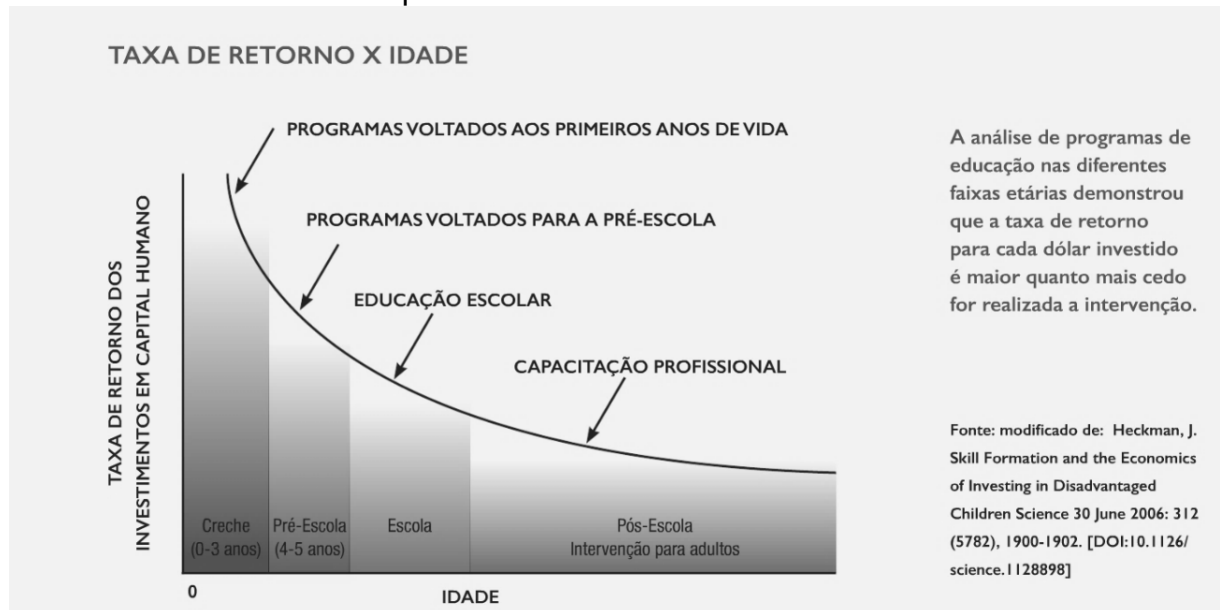 TAXA DE RETORNO X IDADE
PROGRAMAS VOLTADOS AOS PRIMEIROS ANOS DE VIDA
PROGRAMAS VOLTADOS PARA A PRÉ-ESCOLA
EDUCAÇÃO ESCOLAR
CAPACITAÇÃO PROFISSIONAL
TAXA DE RETORNO DOS
INVESTIMENTOS EM CAPITAL HUMANO
Creche
(0-3 anos)
Pré-Escola
(4-5 anos)
Escola
Pós-Escola
Intervenção para adultos
0
IDADE
A análise de programas de
educação nas diferentes
faixas etárias demonstrou
que a taxa de retorno
para cada dólar investido
é maior quanto mais cedo
for realizada a intervenção.
Fonte: modificado de: Heckman, J.
Skill Formation and the Economics
of Investing in Disadvantaged
Children Science 30 June 2006: 312
(5782), 1900-1902. [DOI:10.1126/
science.1128898]